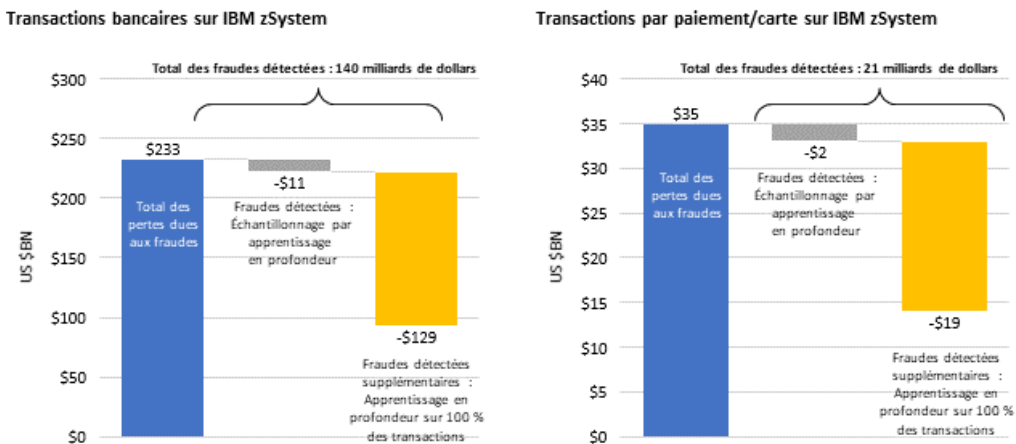 Transactions bancaires sur IBM zSystem
Total des fraudes détectées : 140 milliards de dollars
$300
$250
$200
$150
$100
$50
$0
US $BN
$233
Total des
pertes dues
aux fraudes
-$11
Fraudes détectées :
Échantillonnage par
apprentissage
en profondeur
-$129
Fraudes détectées
supplémentaires :
Apprentissage en
profondeur sur 100 %
des transactions
Transactions par paiement/carte sur IBM zSystem
Total des fraudes détectées : 21 milliards de dollars
$40
$35
$30
$25
$20
$15
$10
$5
$0
US $BN
$35
Total des
pertes dues
aux fraudes
-$2
Fraudes détectées :
Échantillonnage par
apprentissage
en profondeur
-$19
Fraudes détectées
supplémentaires :
Apprentissage en
profondeur sur 100 %
des transactions